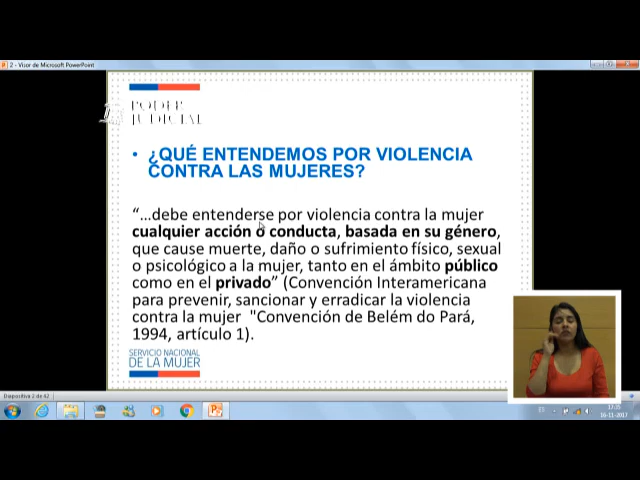 2 - Visor de Microsoft PowerPoint
PODER
JUDICIAL
• ¿QUÉ ENTENDEMOS POR VIOLENCIA
CONTRA LAS MUJERES?
“…debe entenderse por violencia contra la mujer
cualquier acción o conducta, basada en su género,
que cause muerte, daño o sufrimiento físico, sexual
o psicológico a la mujer, tanto en el ámbito público
como en el privado” (Convención Interamericana
para prevenir, sancionar y erradicar la violencia
contra la mujer "Convención de Belém do Pará,
1994, artículo 1).
SERVICIO NACIONAL
DE LA MUJER
Diapositiva 2 de 42
ES
16-11-2017